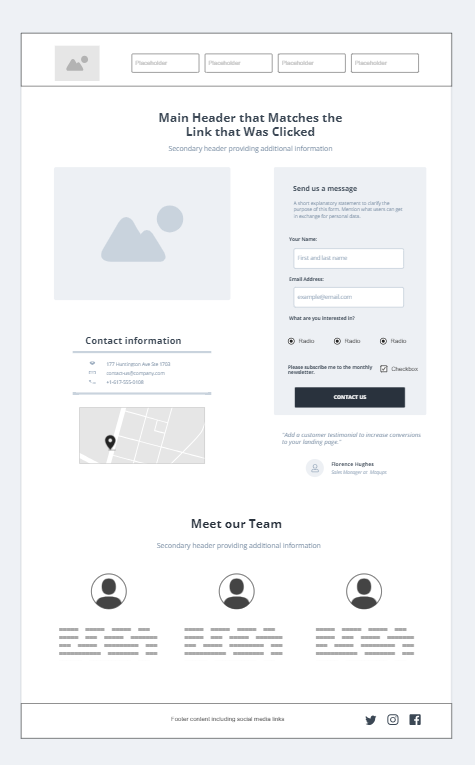 Placeholder Placeholder Placeholder Placeholder
Main Header that Matches the
Link that Was Clicked
Secondary header providing additional information
Send us a message
A short explanatory statement to clarify the
purpose of this form. Mention what users can get
in exchange for personal data.
Your Name:
First and last name
Email Address:
example@email.com
What are you Interested In?
Radio Radio Radio
Please subscribe me to the monthly
newsletter.
Checkbox
CONTACT US
Contact information
177 Huntington Ave Ste 1703
contact-us@company.com
+1-617-555-0108
"Add a customer testimonial to increase conversions
to your landing page."
Florence Hughes
Sales Manager at
Meet our Team
Secondary header providing additional information
Footer content including social media links